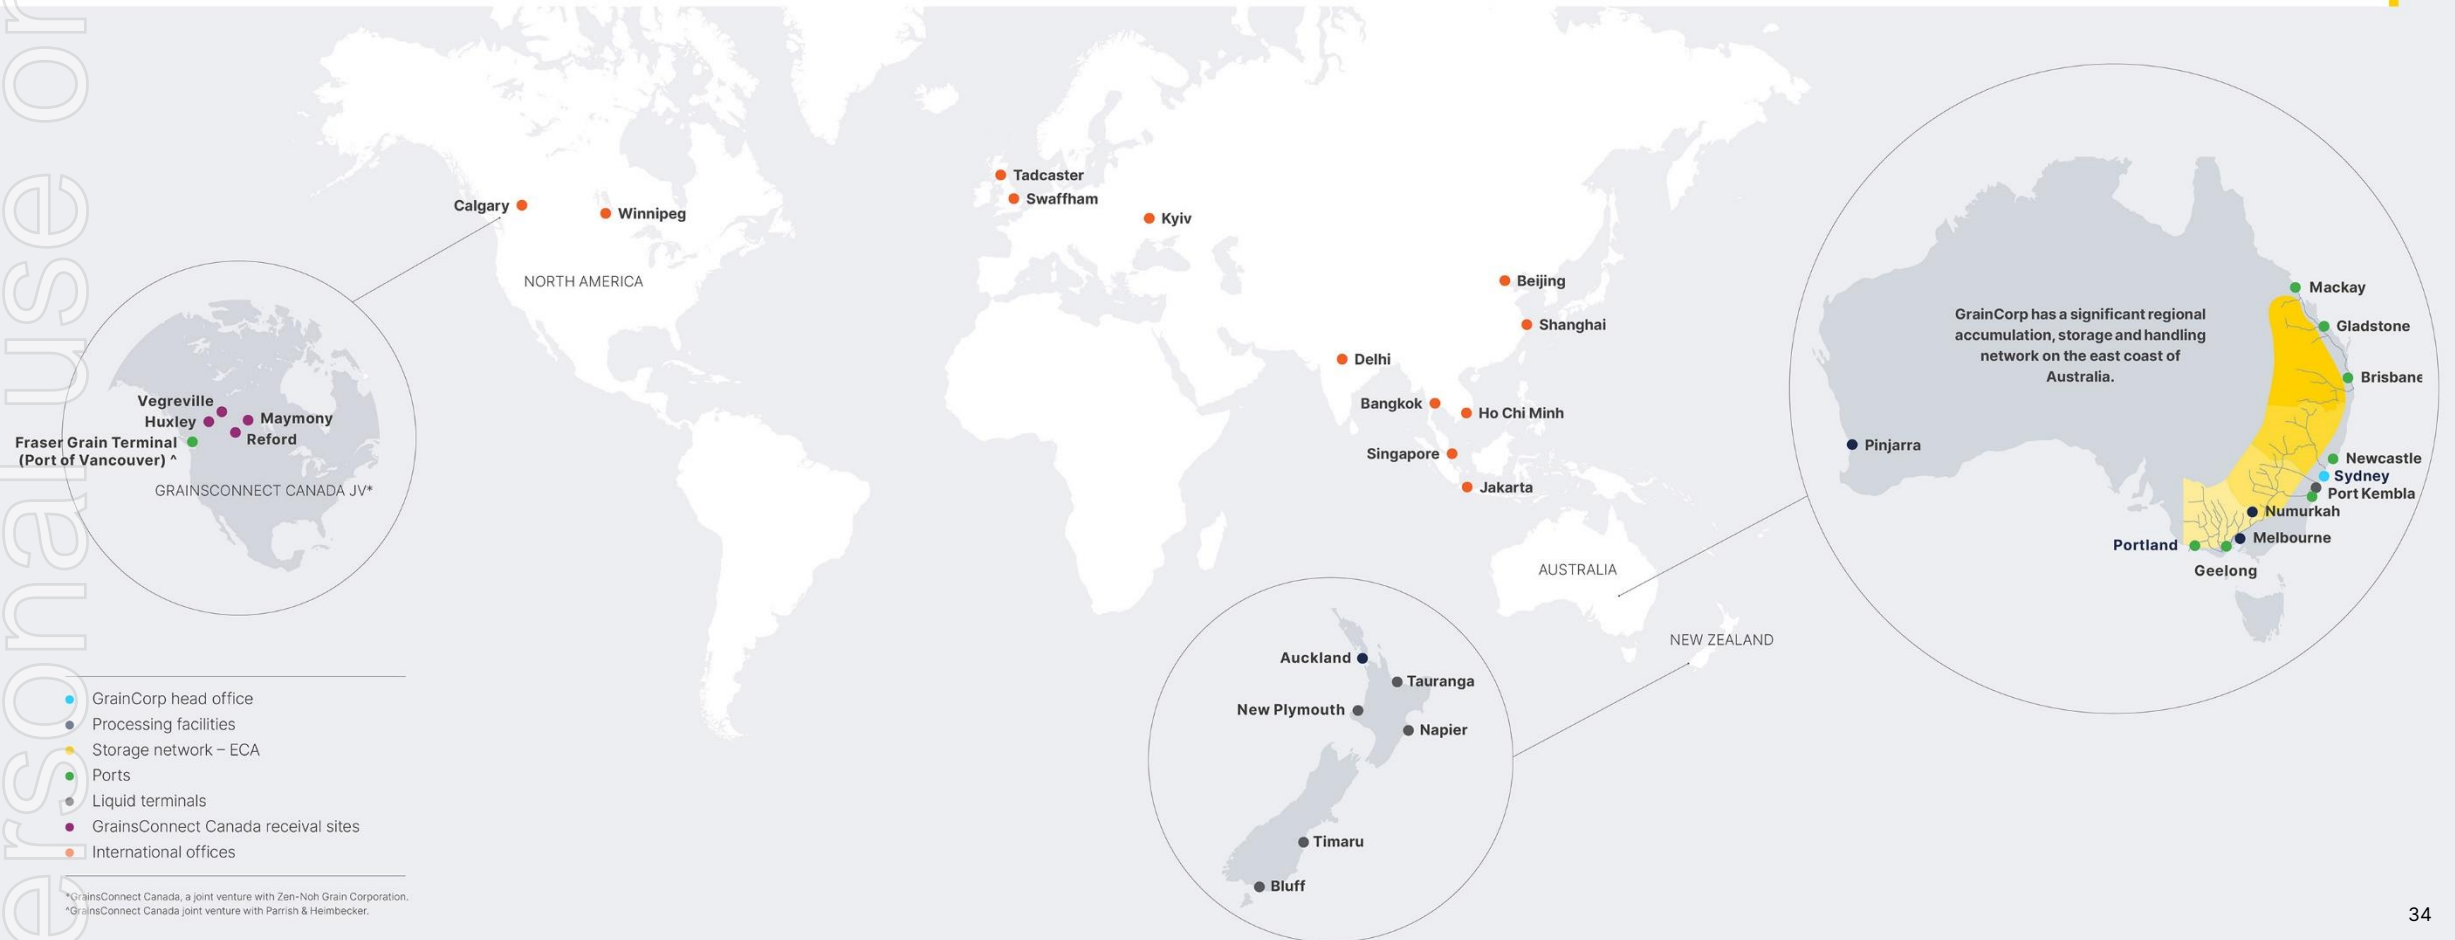 ersonal use or
Tadcaster
Swaffham
Calgary
Winnipeg
Kyiv
NORTH AMERICA
Beijing
Shanghai
Delhi
Bangkok
Ho Chi Minh
Singapore
Jakarta
AUSTRALIA
NEW ZEALAND
Vegreville
Huxley
Maymony
Reford
Fraser Grain Terminal
(Port of Vancouver) ^
GRAINSCONNECT CANADA JV*
GrainCorp has a significant regional
accumulation, storage and handling
network on the east coast of
Australia.
Mackay
Gladstone
Brisbane
Pinjarra
Newcastle
Sydney
Port Kembla
Numurkah
Melbourne
Portland
Geelong
Auckland
Tauranga
New Plymouth
Napier
Timaru
Bluff
GrainCorp head office
Processing facilities
Storage network – ECA
Ports
Liquid terminals
GrainsConnect Canada receival sites
International offices
*GrainsConnect Canada, a joint venture with Zen-Noh Grain Corporation.
^GrainsConnect Canada joint venture with Parrish & Heimbecker.
34